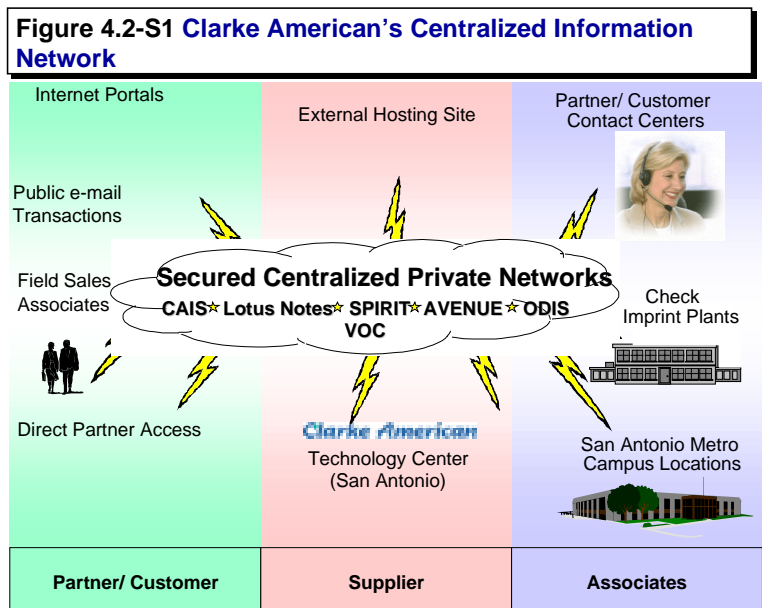 Figure 4.2-S1 Clarke American's Centralized Information
Network
Internet Portals
Public e-mail
Transactions
Field Sales
Associates
Direct Partner Access
External Hosting Site
Partner/ Customer
Contact Centers
Secured Centralized Private Networks
CAIS Lotus Notes SPIRIT AVENUE ODIS
VOC
Check
Imprint Plants
Clarke American
Technology Center
(San Antonio)
San Antonio Metro
Campus Locations
Partner/ Customer
Supplier
Associates